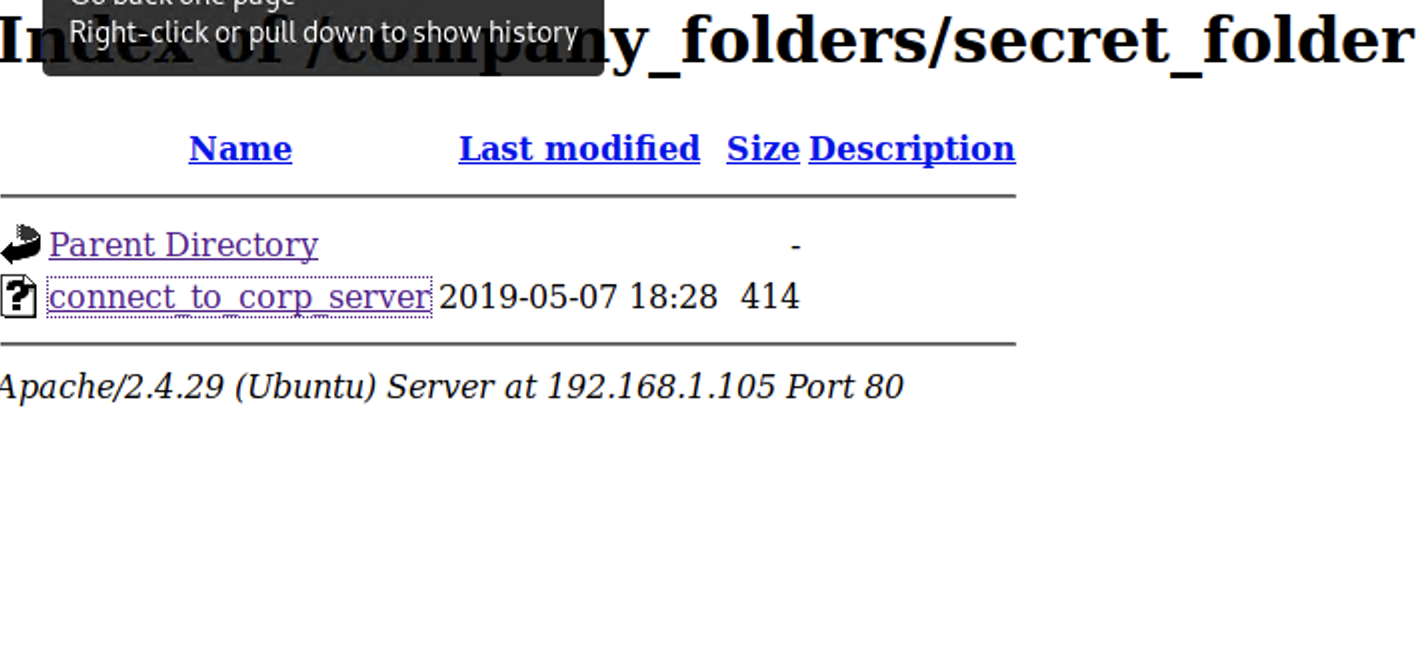 Go back one page
Right-click or pull down to show history
Index of /company_folders/secret_folder
Name Last modified Size Description
Parent Directory -
connect_to_corp_server 2019-05-07 18:28 414
Apache/2.4.29 (Ubuntu) Server at 192.168.1.105 Port 80